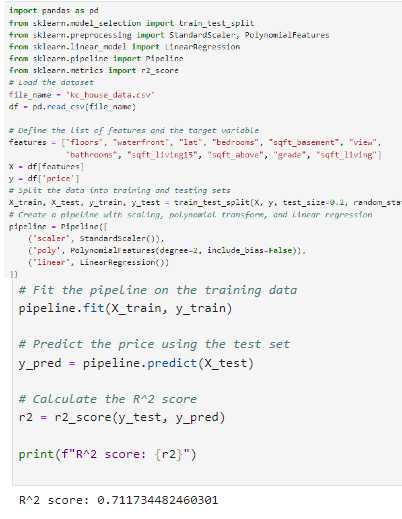 import pandas as pd
from sklearn.model_selection import train_test_split
from sklearn.preprocessing import StandardScaler, PolynomialFeatures
from sklearn.linear_model import LinearRegression
from sklearn.pipeline import Pipeline
from sklearn.metrics import r2_score
# Load the dataset
file_name = 'kc_house_data.csv'
df = pd.read_csv(file_name)
# Define the list of features and the target variable
features = ["floors", "waterfront", "lat", "bedrooms", "sqft_basement", "view",
"bathrooms", "sqft_living15", "sqft_above", "grade", "sqft_living"]
X = df[features]
y = df['price']
# Split the data into training and testing sets
X_train, X_test, y_train, y_test = train_test_split(X, y, test_size=0.2, random_sta
# Create a pipeline with scaling, polynomial transform, and linear regression
pipeline = Pipeline([
('scaler', StandardScaler()),
('poly', PolynomialFeatures(degree=2, include_bias=False)),
('linear', LinearRegression())
])
# Fit the pipeline on the training data
pipeline.fit(X_train, y_train)
# Predict the price using the test set
y_pred = pipeline.predict(X_test)
# Calculate the R^2 score
r2 = r2_score(y_test, y_pred)
print(f"R^2 score: {r2}")
R^2 score: 0.711734482460301